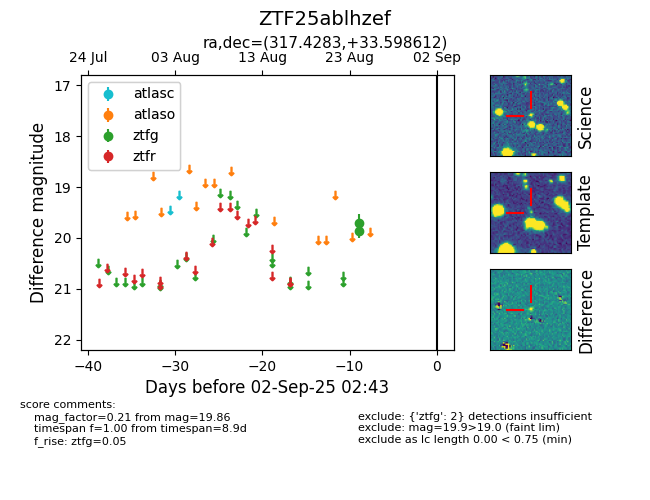 ZTF25ablhzef
ra,dec=(317.4283,+33.598612)
24 Jul 03 Aug 13 Aug 23 Aug 02 Sep
atlasc
atlaso
ztfg
ztfr
17
18
19
20
21
22
Difference magnitude
−40 −30 −20 −10 0
Days before 02-Sep-25 02:43
Science
Template
Difference
score comments:
mag_factor=0.21 from mag=19.86
timespan f=1.00 from timespan=8.9d
f_rise: ztfg=0.05
exclude: {'ztfg': 2} detections insufficient
exclude: mag=19.9>19.0 (faint lim)
exclude as lc length 0.00 < 0.75 (min)